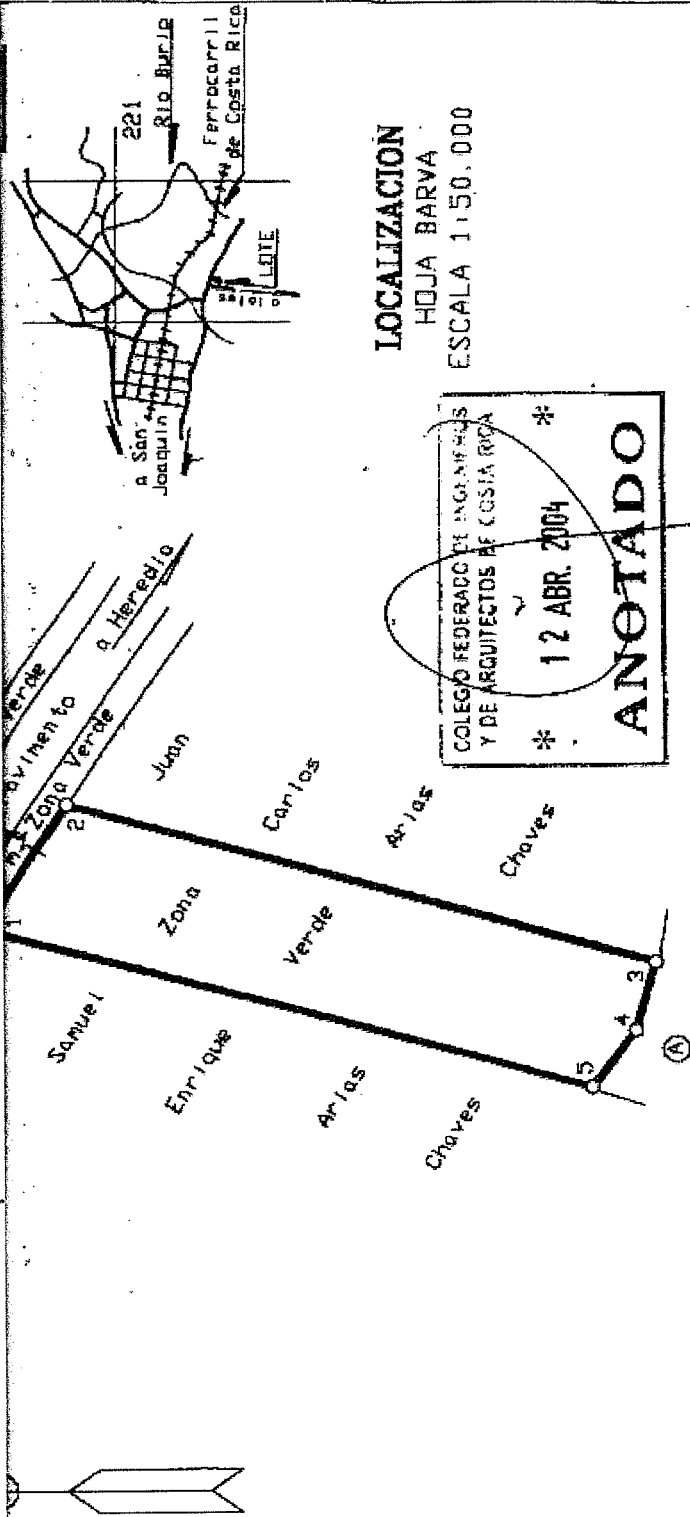 Verde
avimento
Zona Verde
a Heredia
1
2
Samuel
Enrique
Arias
Chaves
Zona
Verde
Juan
Carlos
Arias
Chaves
5
4
3
A
221
Rio Burio
Ferrocarril
de Costa Rica
LOTE
a San
Joaquin
LOCALIZACION
HOJA BARVA
ESCALA 1:50.000
COLEGIO FEDERADO DE INGENIEROS
Y DE ARQUITECTOS DE COSTA RICA
* 12 ABR. 2004 *
ANOTADO